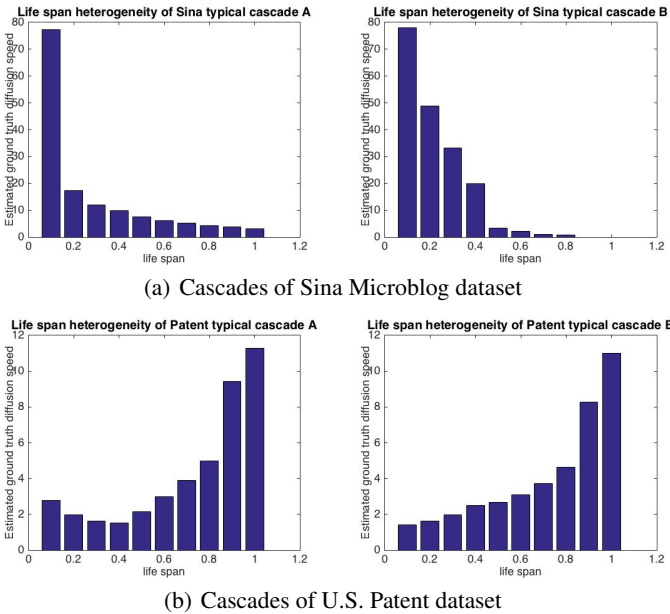 Life span heterogeneity of Sina typical cascade A
80
70
60
50
40
30
20
10
0
Estimated ground truth diffusion speed
0 0.2 0.4 0.6 0.8 1 1.2
life span
Life span heterogeneity of Sina typical cascade B
80
70
60
50
40
30
20
10
0
Estimated ground truth diffusion speed
0 0.2 0.4 0.6 0.8 1 1.2
life span
(a) Cascades of Sina Microblog dataset
Life span heterogeneity of Patent typical cascade A
12
10
8
6
4
2
0
Estimated ground truth diffusion speed
0 0.2 0.4 0.6 0.8 1 1.2
life span
Life span heterogeneity of Patent typical cascade B
12
10
8
6
4
2
0
Estimated ground truth diffusion speed
0 0.2 0.4 0.6 0.8 1 1.2
life span
(b) Cascades of U.S. Patent dataset